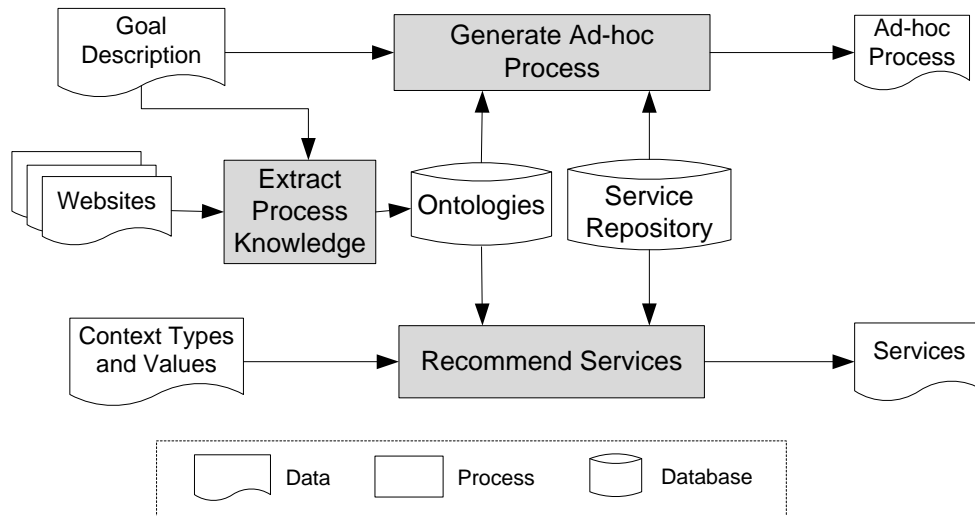 Goal
Description
Generate Ad-hoc
Process
Ad-hoc
Process
Websites
Extract
Process
Knowledge
Ontologies
Service
Repository
Context Types
and Values
Recommend Services
Services
Data
Process
Database